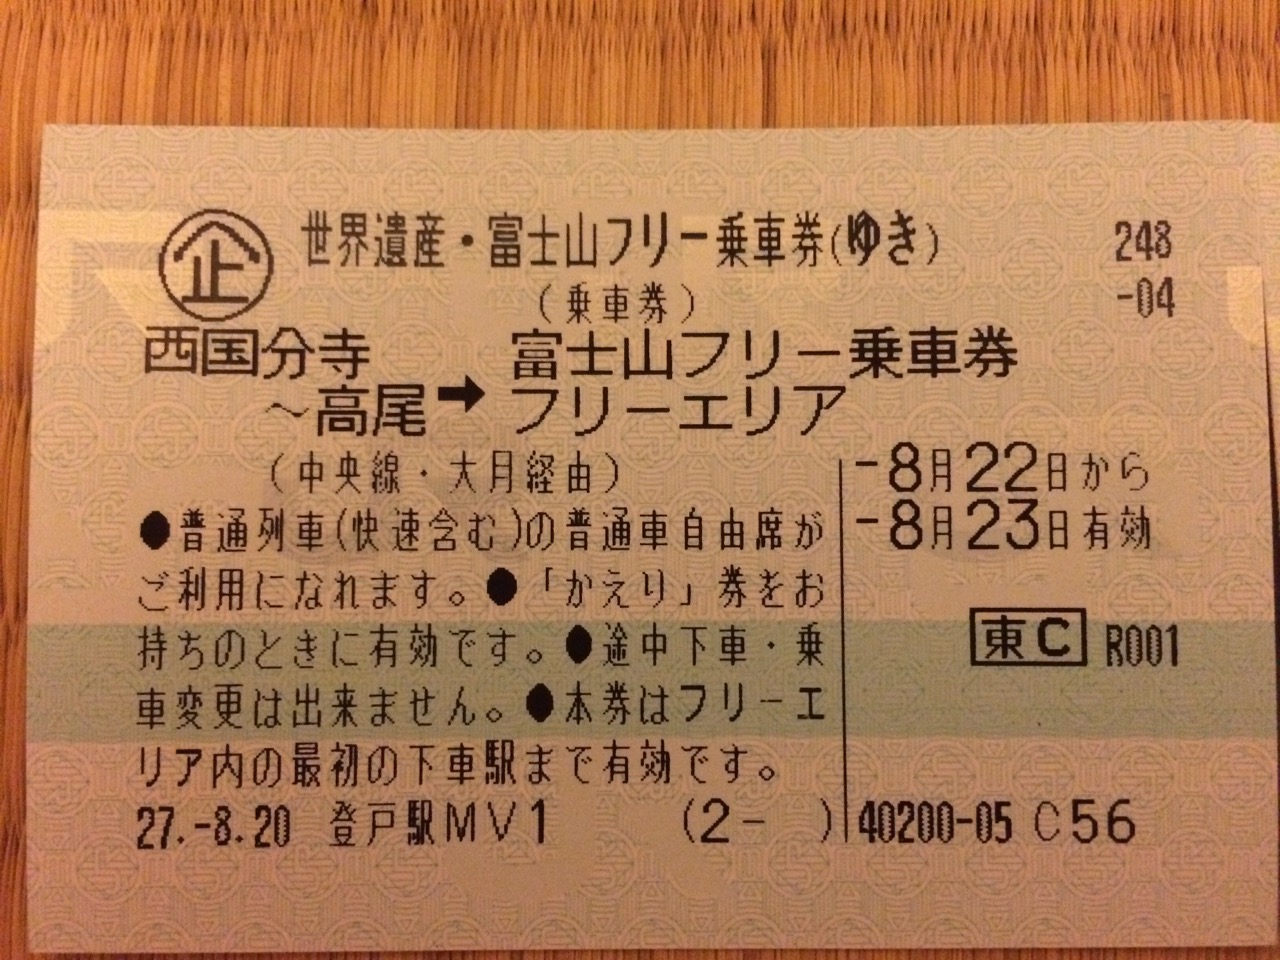 企 世界遺産・富士山フリー乗車券(ゆき) 248
(乗車券) -04
西国分寺 富士山フリー乗車券
～高尾➡フリーエリア
(中央線・大月経由) -8月22日から
●普通列車(快速含む)の普通車自由席が -8月23日有効
ご利用になれます。●「かえり」券をお
持ちのときに有効です。●途中下車・乗 東C R001
車変更は出来ません。●本券はフリーエ
リア内の最初の下車駅まで有効です。
27.-8.20 登戸駅MV1 (2- ) 40200-05 C56